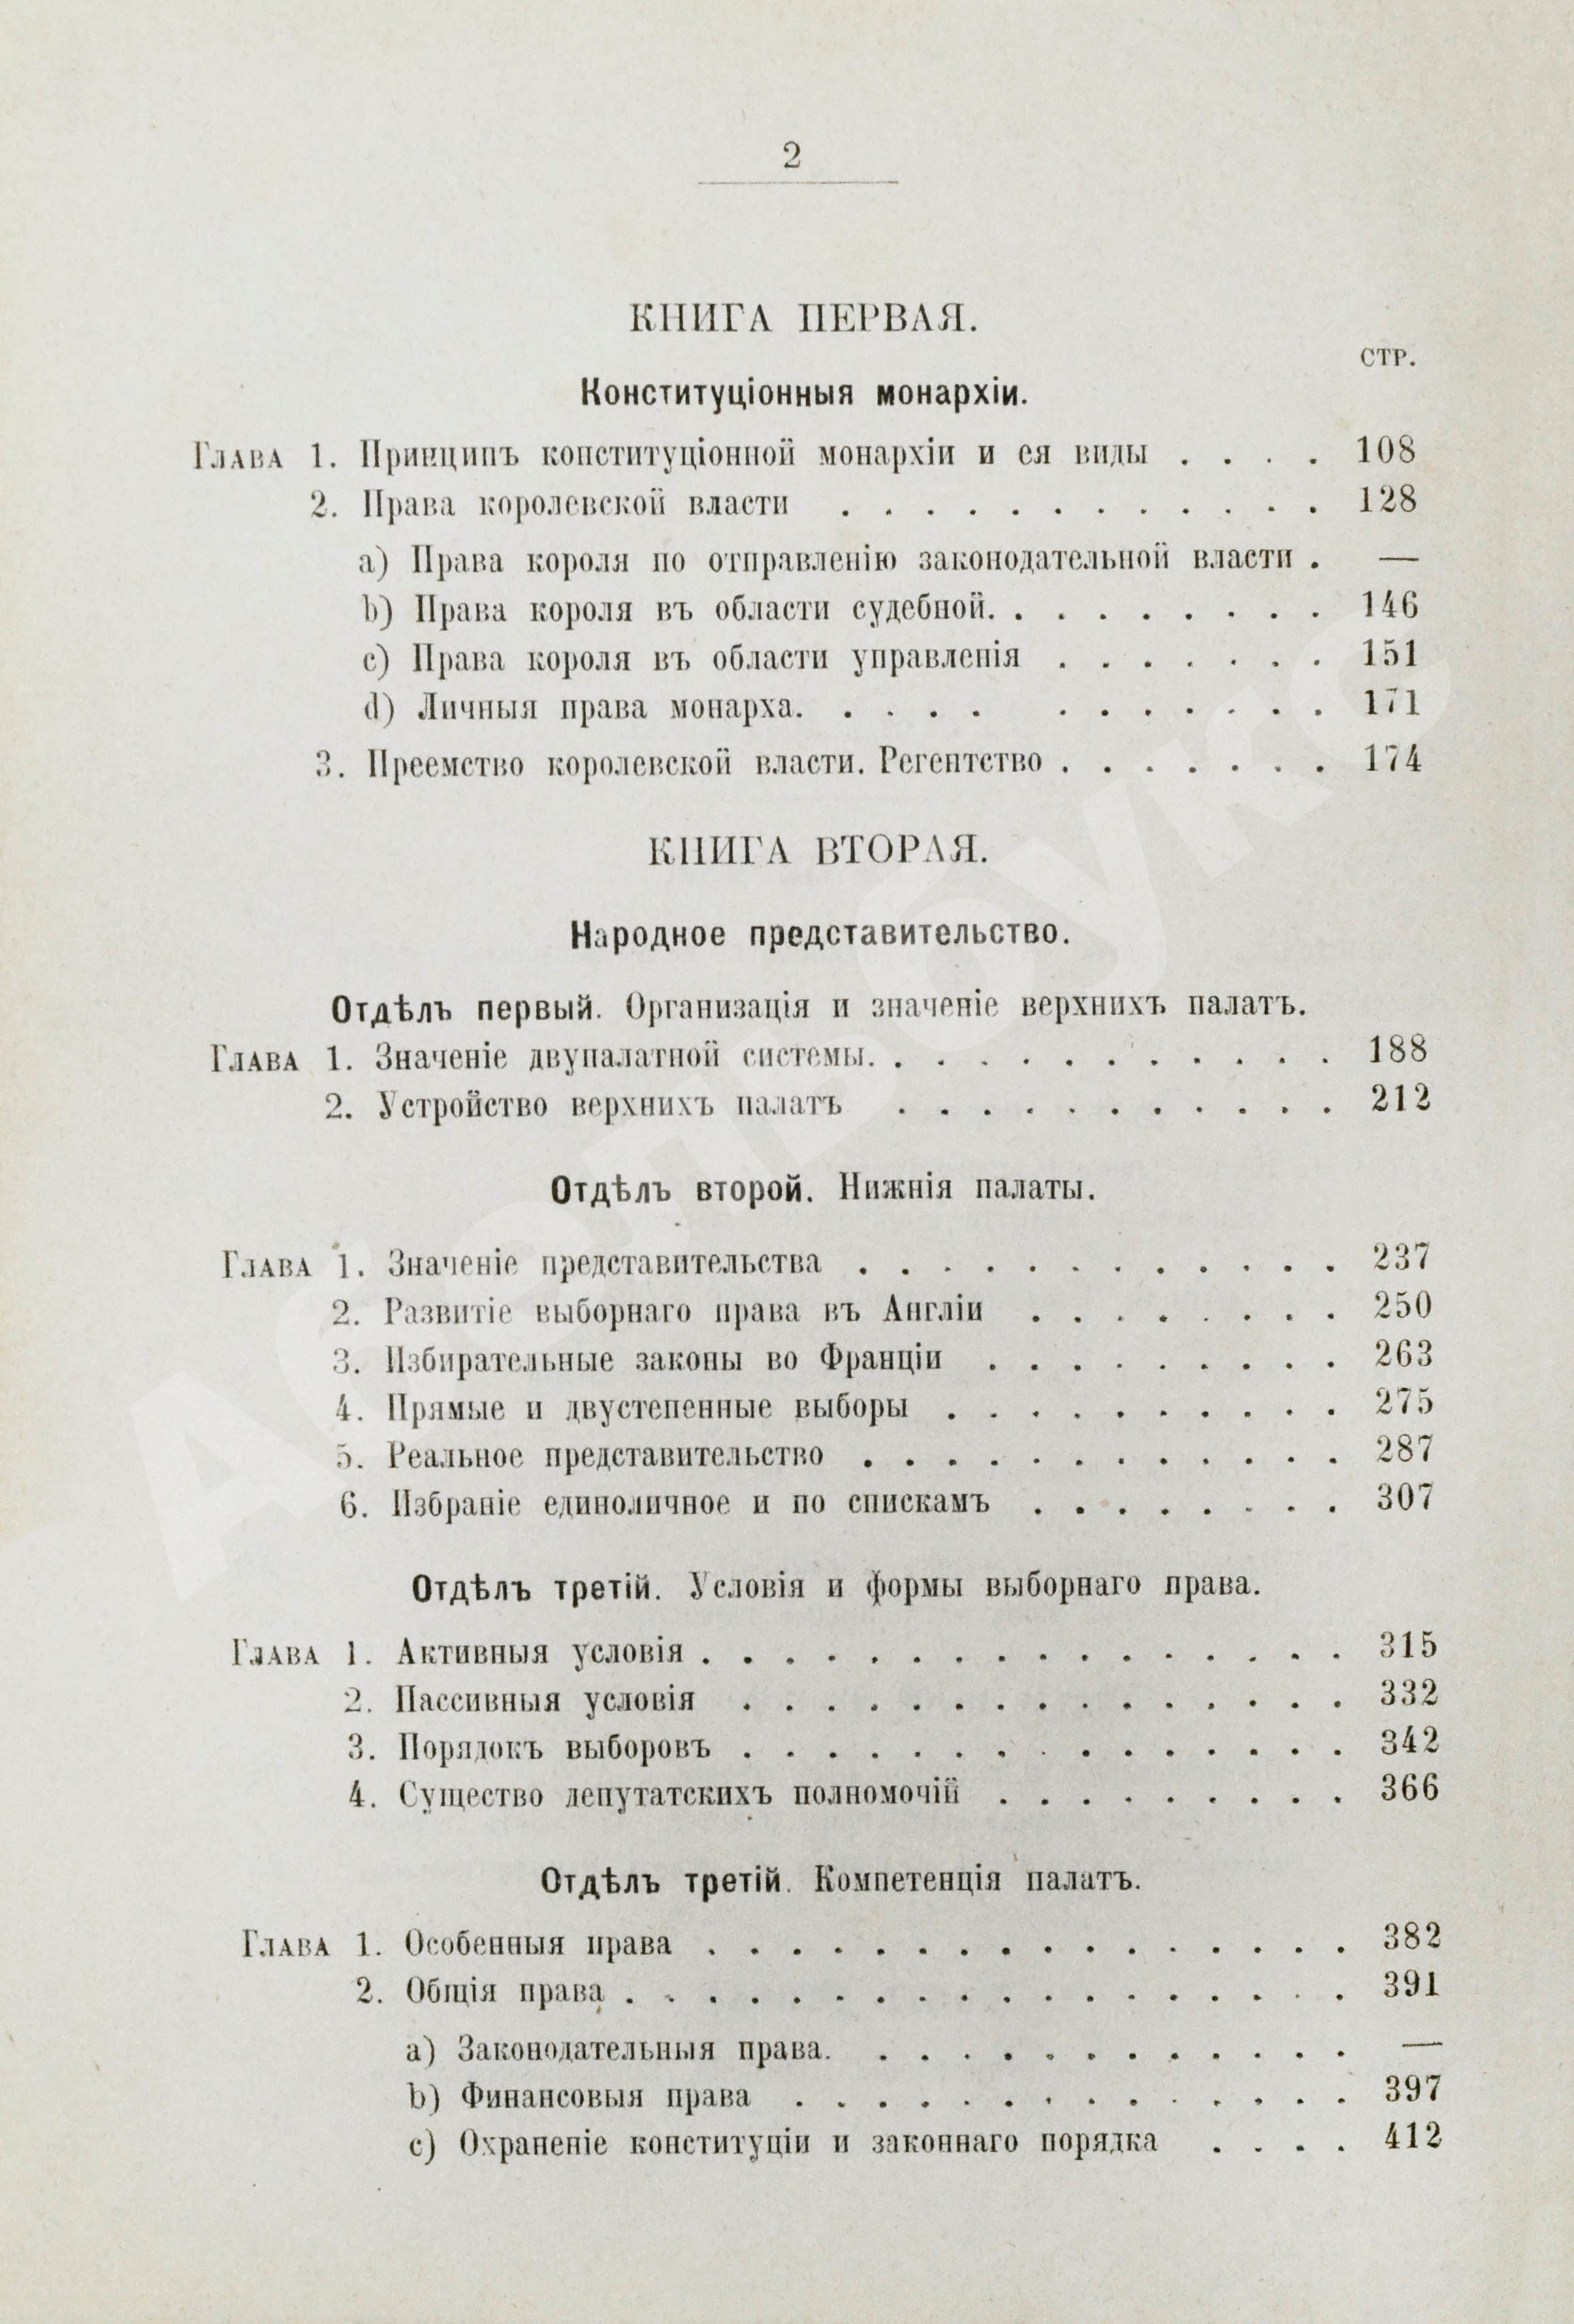 2
КНИГА ПЕРВАЯ.
СТР.
Конституціонныя монархіи.
Глава 1. Принципъ конституціонной монархіи и ея виды . . . . 108
2. Права королевской власти . . . . . . . . . . . . 128
a) Права короля по отправленію законодательной власти . —
b) Права короля въ области судебной. . . . . . . . . 146
c) Права короля въ области управленія . . . . . . . 151
d) Личныя права монарха. . . . . . . . . . . . 171
3. Преемство королевской власти. Регентство . . . . . . . 174
КНИГА ВТОРАЯ.
Народное представительство.
Отдѣлъ первый. Организація и значеніе верхнихъ палатъ.
Глава 1. Значеніе двупалатной системы. . . . . . . . . . . . 188
2. Устройство верхнихъ палатъ . . . . . . . . . . . 212
Отдѣлъ второй. Нижнія палаты.
Глава 1. Значеніе представительства . . . . . . . . . . . . 237
2. Развитіе выборнаго права въ Англіи . . . . . . . . 250
3. Избирательные законы во Франціи . . . . . . . . . 263
4. Прямые и двустепенные выборы . . . . . . . . . . 275
5. Реальное представительство . . . . . . . . . . . . 287
6. Избраніе единоличное и по спискамъ . . . . . . . . 307
Отдѣлъ третій. Условія и формы выборнаго права.
Глава 1. Активныя условія . . . . . . . . . . . . . . . . 315
2. Пассивныя условія . . . . . . . . . . . . . . . 332
3. Порядокъ выборовъ . . . . . . . . . . . . . . . 342
4. Существо депутатскихъ полномочій . . . . . . . . . 366
Отдѣлъ третій. Компетенція палатъ.
Глава 1. Особенныя права . . . . . . . . . . . . . . . . 382
2. Общія права . . . . . . . . . . . . . . . . . . 391
a) Законодательныя права. . . . . . . . . . . . . —
b) Финансовыя права . . . . . . . . . . . . . . 397
c) Охраненіе конституціи и законнаго порядка . . . . 412